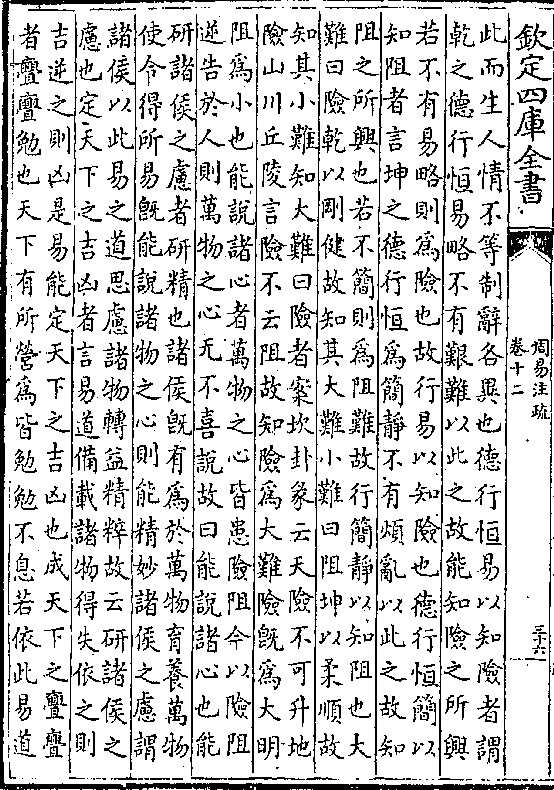 欽定四庫全書
周易注疏
卷十二
三十六
此而生人情不等制辭各異也德行恒易以知險者謂
乾之德行恒易略不有艱難以此之故能知險之所興
若不有易略則為險也故行易以知險也德行恒簡以
知阻者言坤之德行恒為簡靜不有煩亂以此之故知
阻之所興也若不簡則為阻難故行簡靜以知阻也大
難曰險乾以剛健故知其大難小難曰阻坤以柔順故
知其小難知大難曰險者案坎卦彖云天險不可升地
險山川丘陵言險不云阻故知險為大難險既為大明
阻為小也能說諸心者萬物之心皆患險阻今以險阻
逆告於人則萬物之心无不喜說故曰能說諸心也能
研諸侯之慮者研精也諸侯既有為於萬物育養萬物
使令得所易既能說諸物之心則能精妙諸侯之慮謂
諸侯以此易之道思慮諸物轉益精粹故云研諸侯之
慮也定天下之吉凶者言易道備載諸物得失依之則
吉逆之則凶是易能定天下之吉凶也成天下之亹亹
者亹亹勉也天下有所營為皆勉勉不息若依此易道